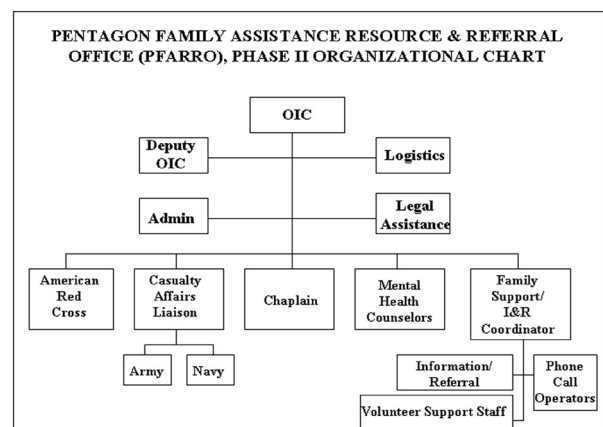 PENTAGON FAMILY ASSISTANCE RESOURCE & REFERRAL
OFFICE (PFARRO), PHASE II ORGANIZATIONAL CHART
OIC
Deputy
OIC
Logistics
Admin
Legal
Assistance
American
Red
Cross
Casualty
Affairs
Liaison
Chaplain
Mental
Health
Counselors
Family
Support/
I&R
Coordinator
Army
Navy
Information/
Referral
Phone
Call
Operators
Volunteer Support Staff